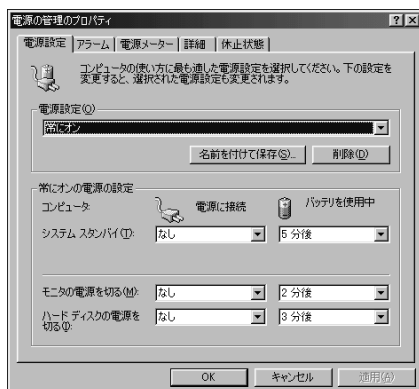 電源の管理のプロパティ
電源設定 アラーム 電源メーター 詳細 休止状態
コンピュータの使い方に最も適した電源設定を選択してください。下の設定を
変更すると、選択された電源設定も変更されます。
電源設定(O)
常にオン
名前を付けて保存(S)... 削除(D)
常にオンの電源の設定
コンピュータ: 電源に接続 バッテリを使用中
システム スタンバイ(T): なし 5 分後
モニタの電源を切る(M): なし 2 分後
ハード ディスクの電源を
切る(I): なし 3 分後
OK キャンセル 適用(A)